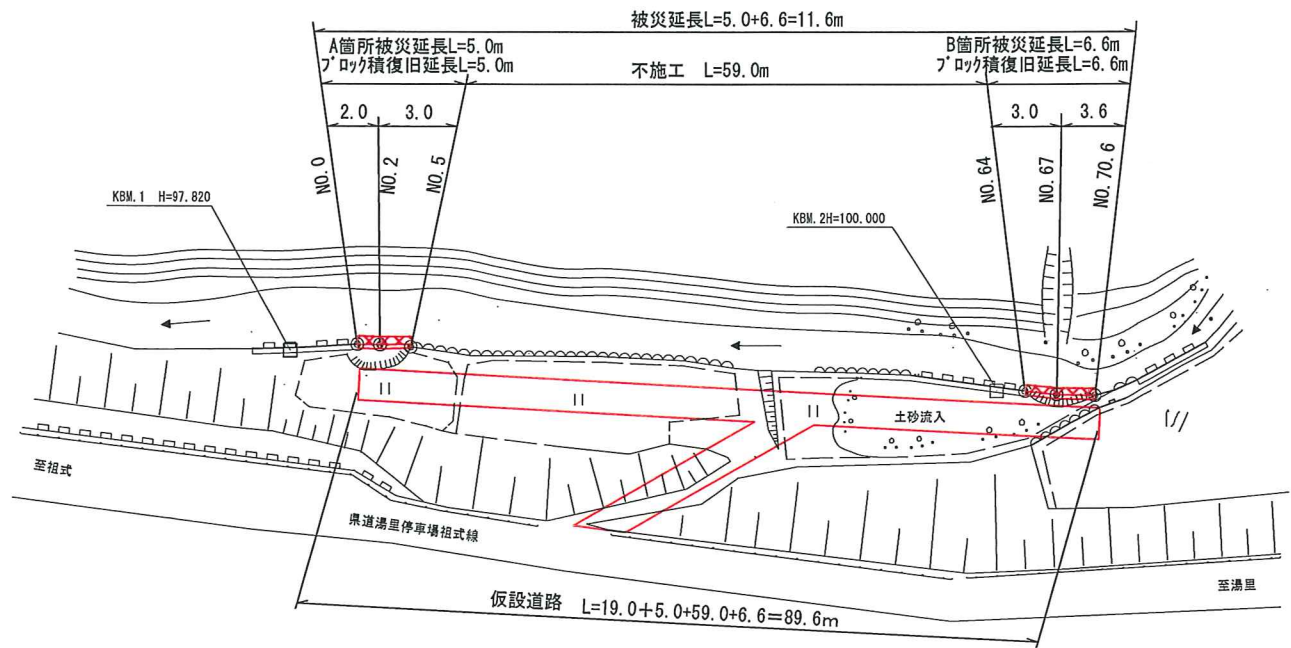 被災延長L=5.0+6.6=11.6m
A箇所被災延長L=5.0m
ブロック積復旧延長L=5.0m
不施工 L=59.0m
B箇所被災延長L=6.6m
ブロック積復旧延長L=6.6m
2.0
3.0
3.0
3.6
NO.0
NO.2
NO.5
NO.64
NO.67
NO.70.6
KBM.1 H=97.820
KBM.2H=100.000
土砂流入
至祖式
県道湯里停車場祖式線
至湯里
仮設道路 L=19.0+5.0+59.0+6.6=89.6m